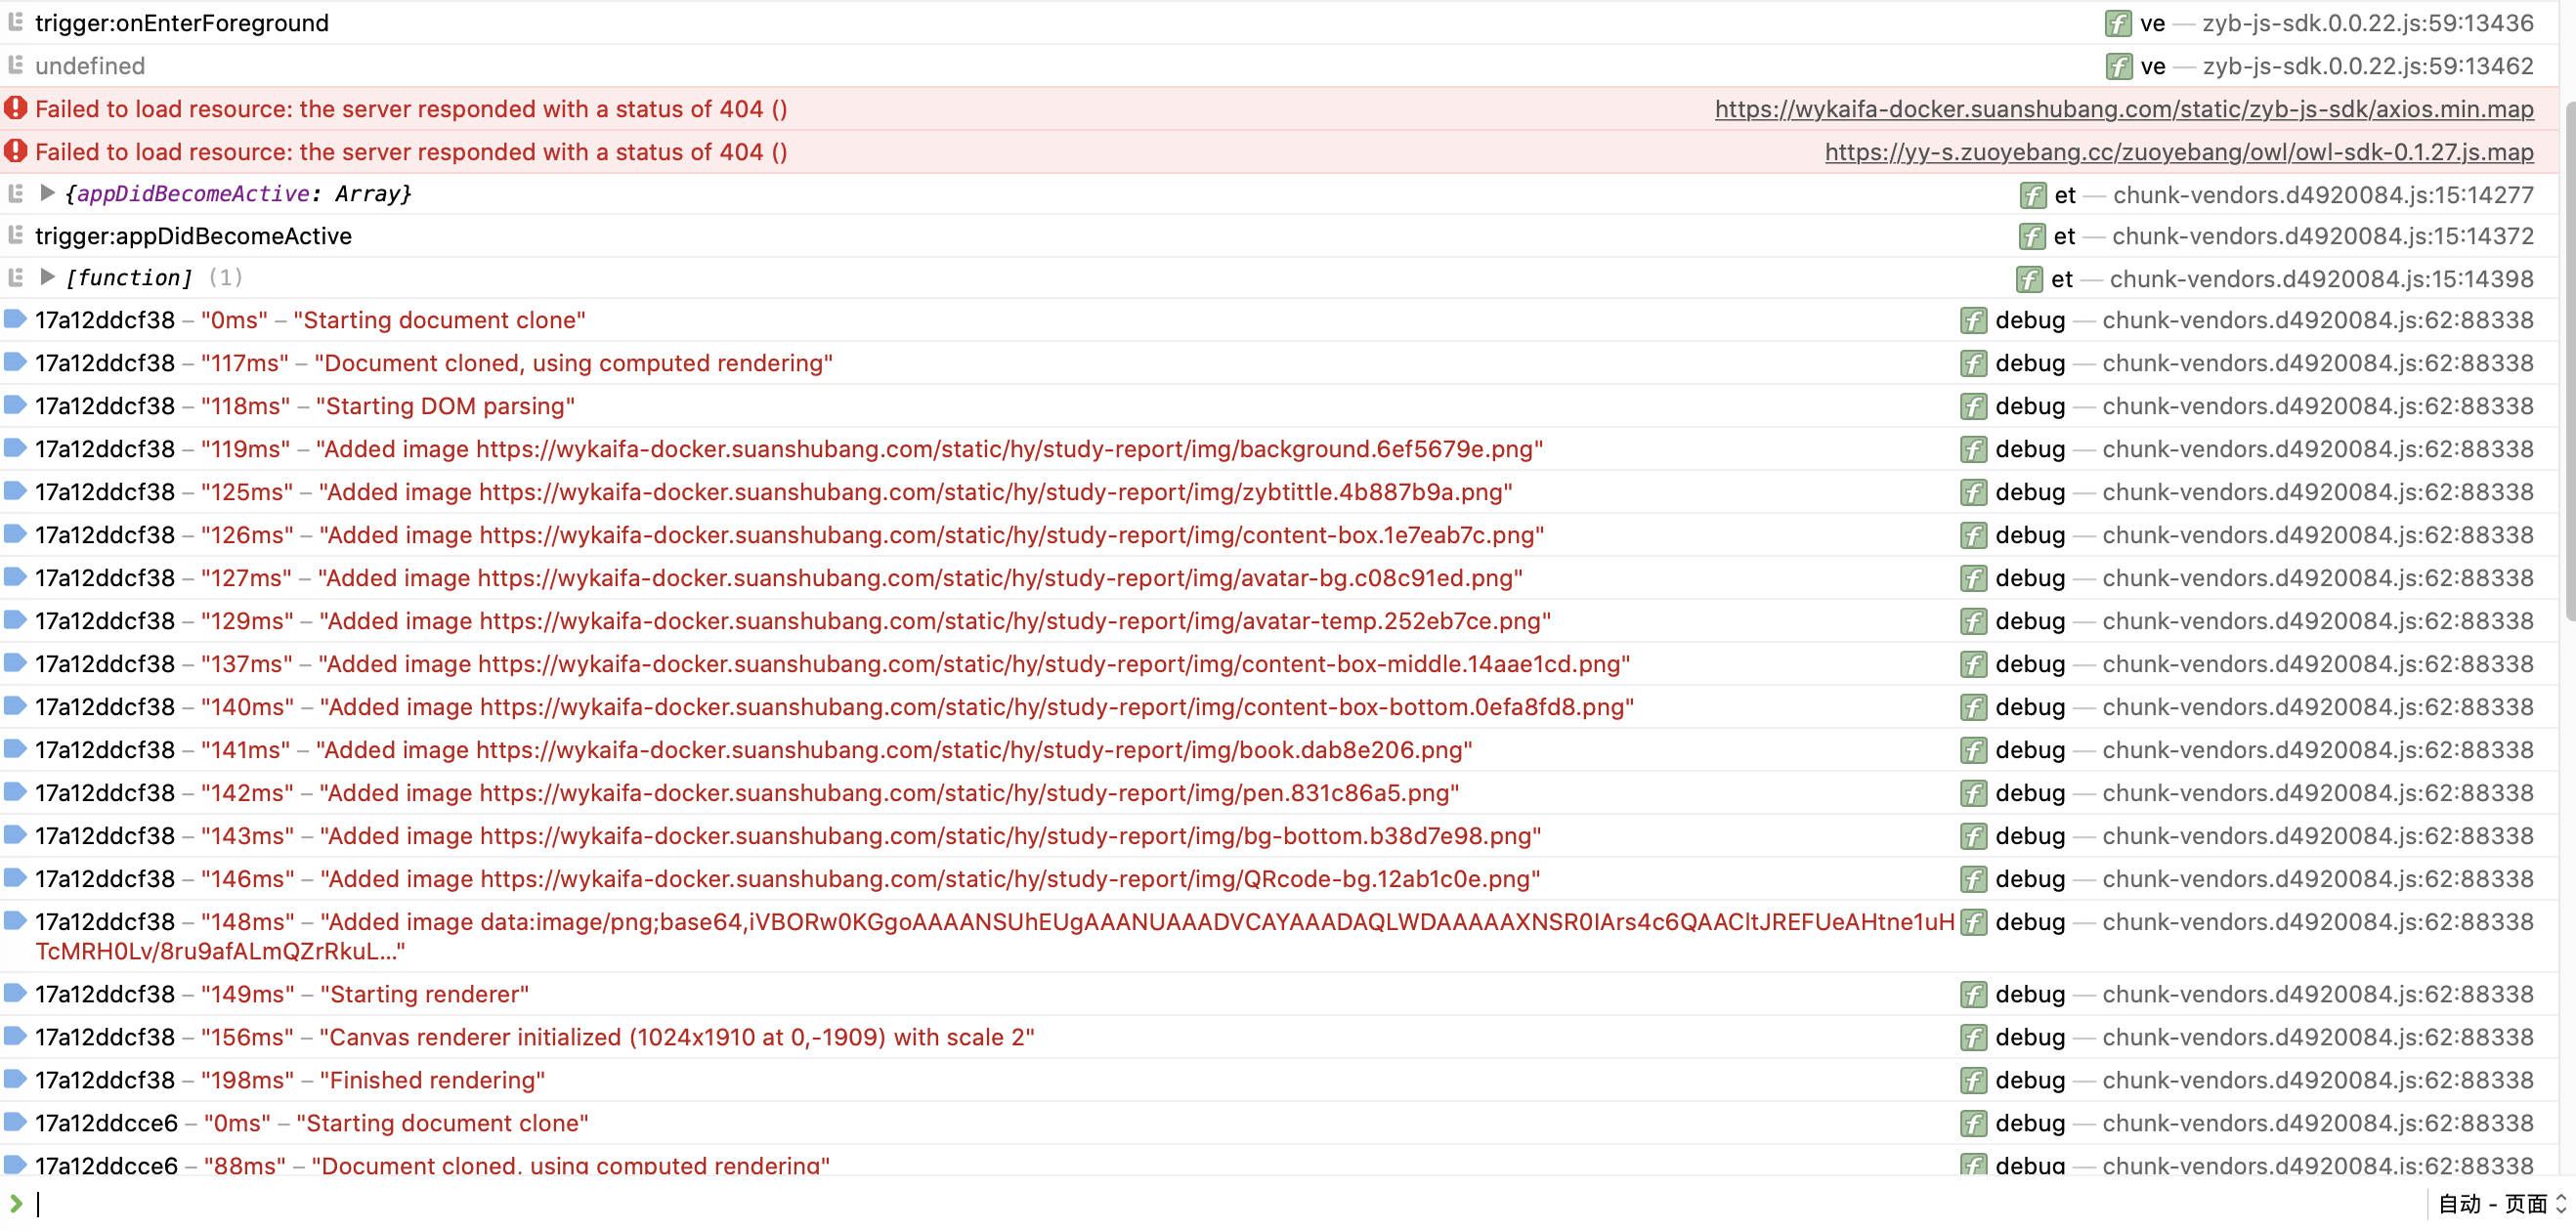 trigger:onEnterForeground ve — zyb-js-sdk.0.0.22.js:59:13436
undefined ve — zyb-js-sdk.0.0.22.js:59:13462
Failed to load resource: the server responded with a status of 404 () https://wykaifa-docker.suanshubang.com/static/zyb-js-sdk/axios.min.map
Failed to load resource: the server responded with a status of 404 () https://yy-s.zuoyebang.cc/zuoyebang/owl/owl-sdk-0.1.27.js.map
{appDidBecomeActive: Array} et — chunk-vendors.d4920084.js:15:14277
trigger:appDidBecomeActive et — chunk-vendors.d4920084.js:15:14372
[function] (1) et — chunk-vendors.d4920084.js:15:14398
17a12ddcf38 – "0ms" – "Starting document clone" debug — chunk-vendors.d4920084.js:62:88338
17a12ddcf38 – "117ms" – "Document cloned, using computed rendering" debug — chunk-vendors.d4920084.js:62:88338
17a12ddcf38 – "118ms" – "Starting DOM parsing" debug — chunk-vendors.d4920084.js:62:88338
17a12ddcf38 – "119ms" – "Added image https://wykaifa-docker.suanshubang.com/static/hy/study-report/img/background.6ef5679e.png" debug — chunk-vendors.d4920084.js:62:88338
17a12ddcf38 – "125ms" – "Added image https://wykaifa-docker.suanshubang.com/static/hy/study-report/img/zybtittle.4b887b9a.png" debug — chunk-vendors.d4920084.js:62:88338
17a12ddcf38 – "126ms" – "Added image https://wykaifa-docker.suanshubang.com/static/hy/study-report/img/content-box.1e7eab7c.png" debug — chunk-vendors.d4920084.js:62:88338
17a12ddcf38 – "127ms" – "Added image https://wykaifa-docker.suanshubang.com/static/hy/study-report/img/avatar-bg.c08c91ed.png" debug — chunk-vendors.d4920084.js:62:88338
17a12ddcf38 – "129ms" – "Added image https://wykaifa-docker.suanshubang.com/static/hy/study-report/img/avatar-temp.252eb7ce.png" debug — chunk-vendors.d4920084.js:62:88338
17a12ddcf38 – "137ms" – "Added image https://wykaifa-docker.suanshubang.com/static/hy/study-report/img/content-box-middle.14aae1cd.png" debug — chunk-vendors.d4920084.js:62:88338
17a12ddcf38 – "140ms" – "Added image https://wykaifa-docker.suanshubang.com/static/hy/study-report/img/content-box-bottom.0efa8fd8.png" debug — chunk-vendors.d4920084.js:62:88338
17a12ddcf38 – "141ms" – "Added image https://wykaifa-docker.suanshubang.com/static/hy/study-report/img/book.dab8e206.png" debug — chunk-vendors.d4920084.js:62:88338
17a12ddcf38 – "142ms" – "Added image https://wykaifa-docker.suanshubang.com/static/hy/study-report/img/pen.831c86a5.png" debug — chunk-vendors.d4920084.js:62:88338
17a12ddcf38 – "143ms" – "Added image https://wykaifa-docker.suanshubang.com/static/hy/study-report/img/bg-bottom.b38d7e98.png" debug — chunk-vendors.d4920084.js:62:88338
17a12ddcf38 – "146ms" – "Added image https://wykaifa-docker.suanshubang.com/static/hy/study-report/img/QRcode-bg.12ab1c0e.png" debug — chunk-vendors.d4920084.js:62:88338
17a12ddcf38 – "148ms" – "Added image data:image/png;base64,iVBORw0KGgoAAAANSUhEUgAAANUAAADVCAYAAADAQLWDAAAAAXNSR0IArs4c6QAACltJREFUeAHtne1uH debug — chunk-vendors.d4920084.js:62:88338
TcMRH0Lv/8ru9afALmQZrRkuL…"
17a12ddcf38 – "149ms" – "Starting renderer" debug — chunk-vendors.d4920084.js:62:88338
17a12ddcf38 – "156ms" – "Canvas renderer initialized (1024x1910 at 0,-1909) with scale 2" debug — chunk-vendors.d4920084.js:62:88338
17a12ddcf38 – "198ms" – "Finished rendering" debug — chunk-vendors.d4920084.js:62:88338
17a12ddcce6 – "0ms" – "Starting document clone" debug — chunk-vendors.d4920084.js:62:88338
17a12ddcce6 – "88ms" – "Document cloned, using computed rendering" debug — chunk-vendors.d4920084.js:62:88338
自动 - 页面